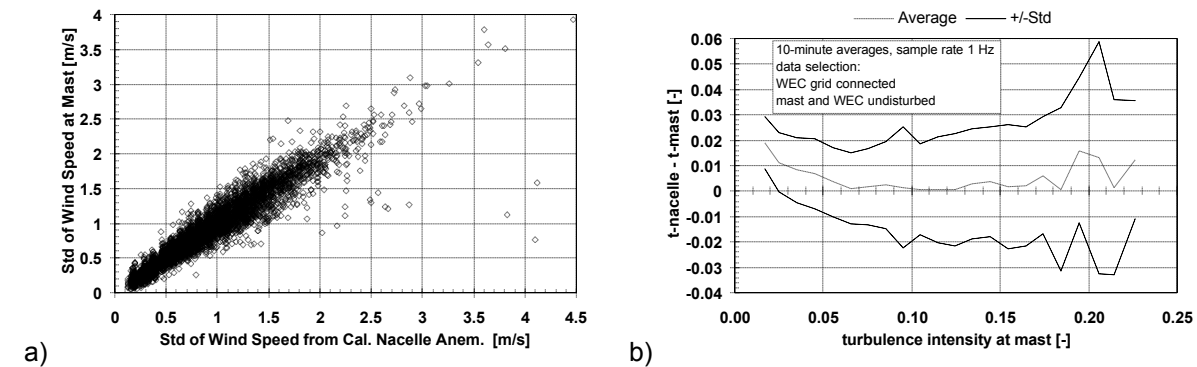 Std of Wind Speed at Mast [m/s]
4
3.5
3
2.5
2
1.5
1
0.5
0
0 0.5 1 1.5 2 2.5 3 3.5 4 4.5
Std of Wind Speed from Cal. Nacelle Anem. [m/s]
a)
Average +/-Std
t-nacelle - t-mast [-]
0.06
0.05
0.04
0.03
0.02
0.01
0
-0.01
-0.02
-0.03
-0.04
10-minute averages, sample rate 1 Hz
data selection:
WEC grid connected
mast and WEC undisturbed
0.00 0.05 0.10 0.15 0.20 0.25
turbulence intensity at mast [-]
b)